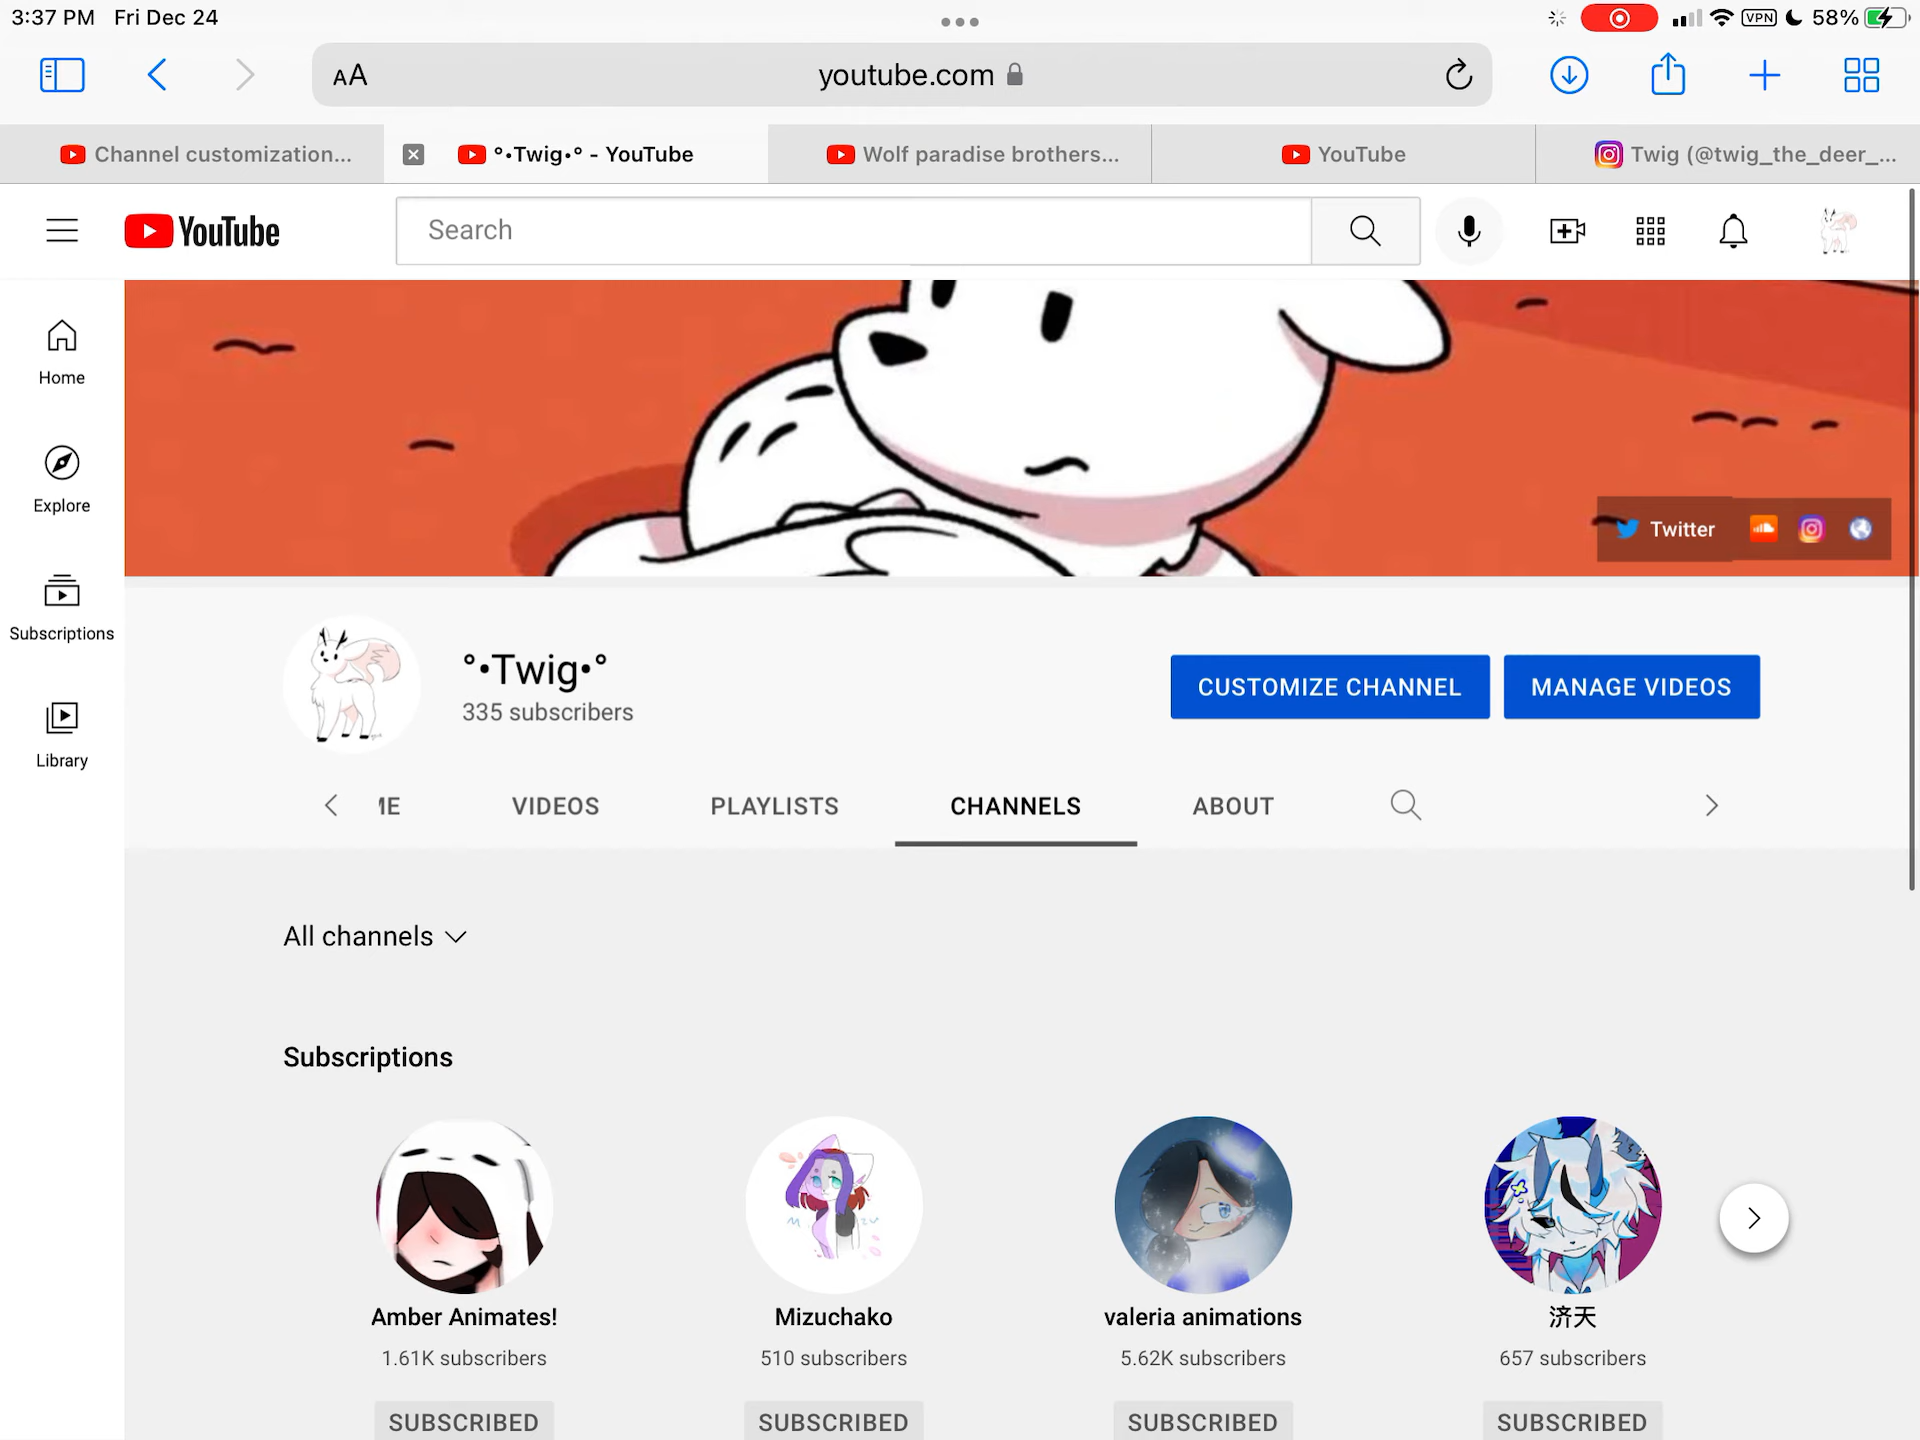 3:37 PM Fri Dec 24
VPN 58%
AA youtube.com
Channel customization... °•Twig•° - YouTube Wolf paradise brothers... YouTube Twig (@twig_the_deer_...
YouTube Search
Home
Explore
Subscriptions
Library
Twitter
°•Twig•°
335 subscribers
CUSTOMIZE CHANNEL MANAGE VIDEOS
ME VIDEOS PLAYLISTS CHANNELS ABOUT
All channels
Subscriptions
Amber Animates! Mizuchako valeria animations 济天
1.61K subscribers 510 subscribers 5.62K subscribers 657 subscribers
SUBSCRIBED SUBSCRIBED SUBSCRIBED SUBSCRIBED